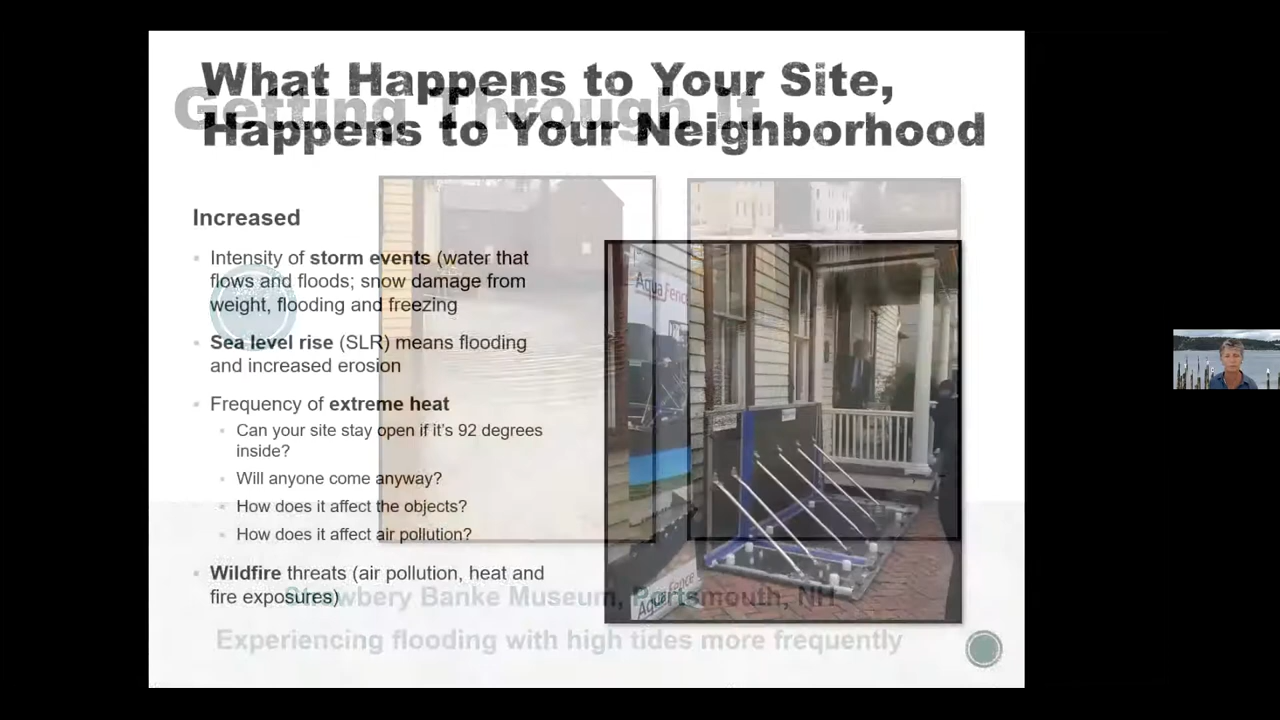 What Happens to Your Site,
Getting Through It
Happens to Your Neighborhood
Increased
Intensity of storm events (water that
flows and floods; snow damage from
weight, flooding and freezing
Sea level rise (SLR) means flooding
and increased erosion
Frequency of extreme heat
Can your site stay open if it's 92 degrees
inside?
Will anyone come anyway?
How does it affect the objects?
How does it affect air pollution?
Wildfire threats (air pollution, heat and
fire exposures)
AquaFence
AquaFence
Strawbery Banke Museum, Portsmouth, NH
Experiencing flooding with high tides more frequently